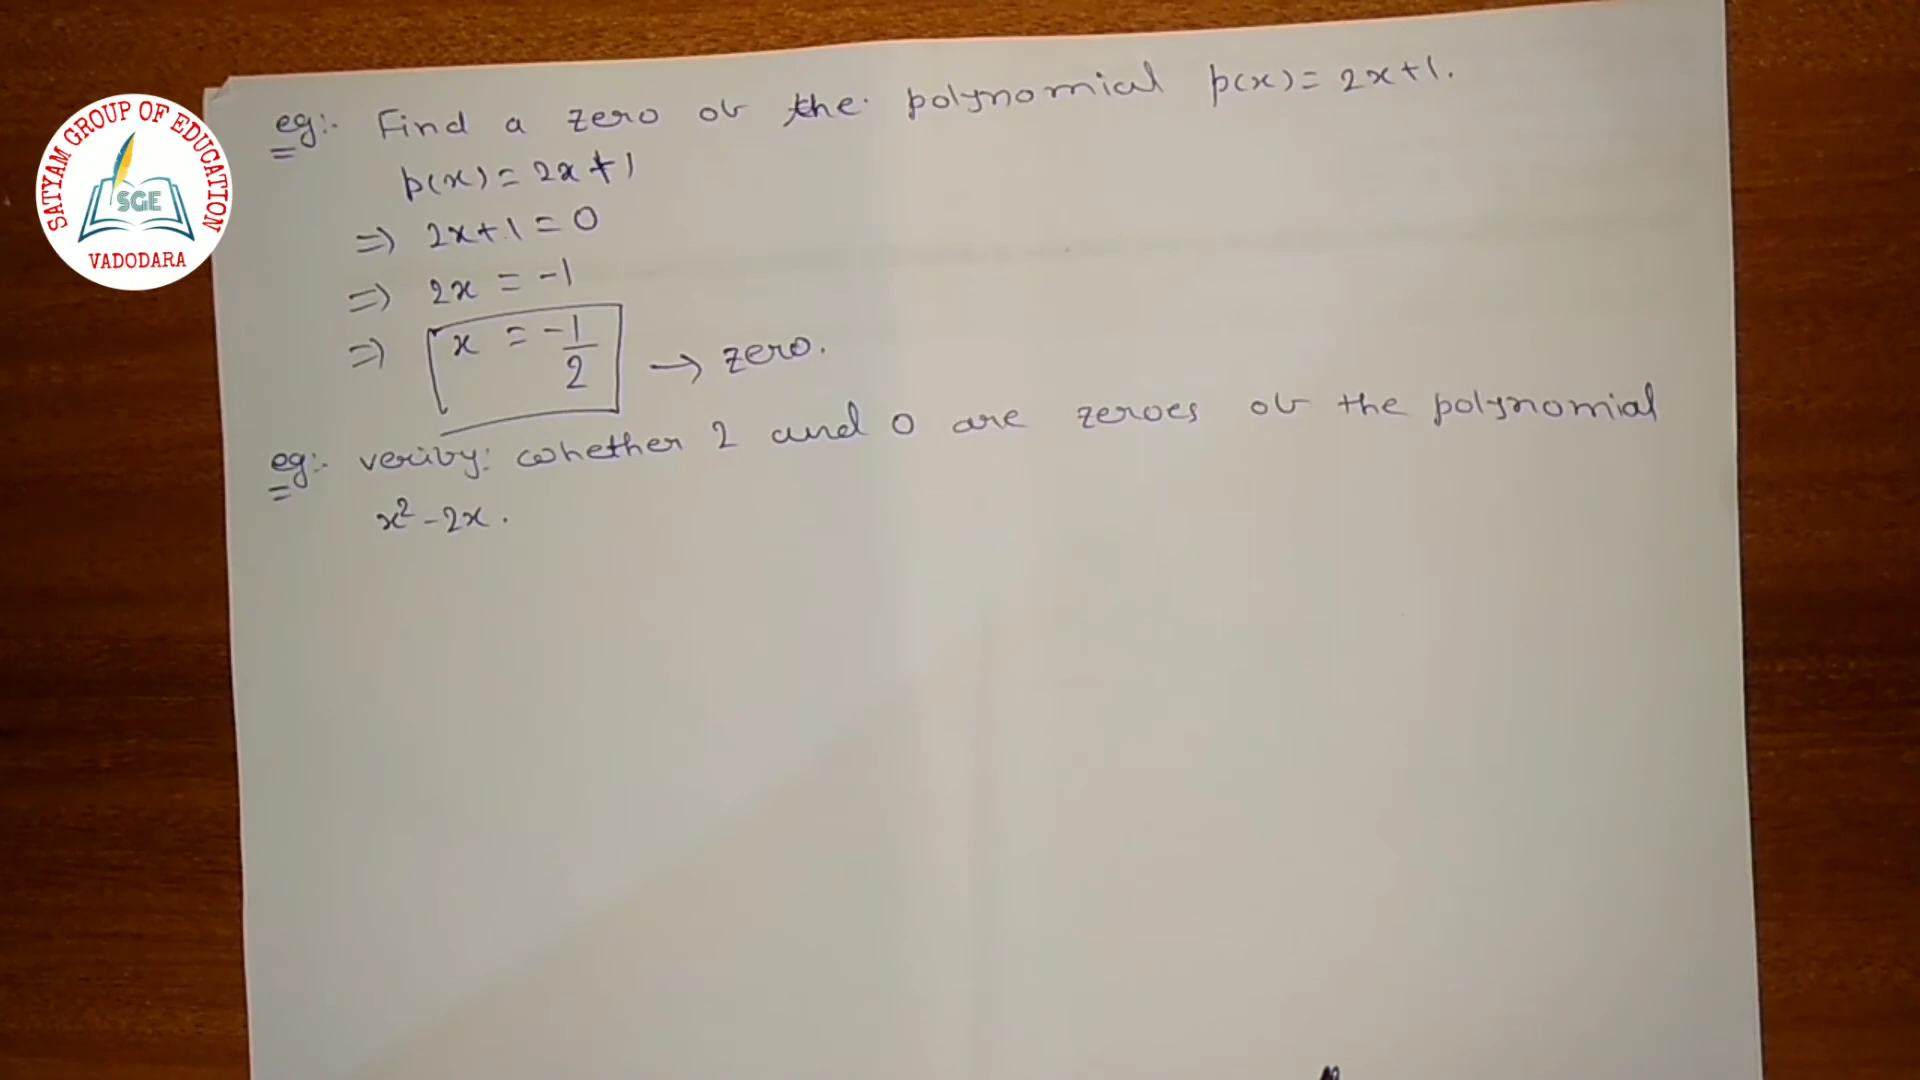 SATYAM GROUP OF EDUCATION
SGE
VADODARA
eg:- Find a zero of the polynomial p(x) = 2x+1.
p(x) = 2x+1
=> 2x+1 = 0
=> 2x = -1
=> x = -1/2 → zero.
eg:- verify: whether 2 and 0 are zeroes of the polynomial
x² - 2x.